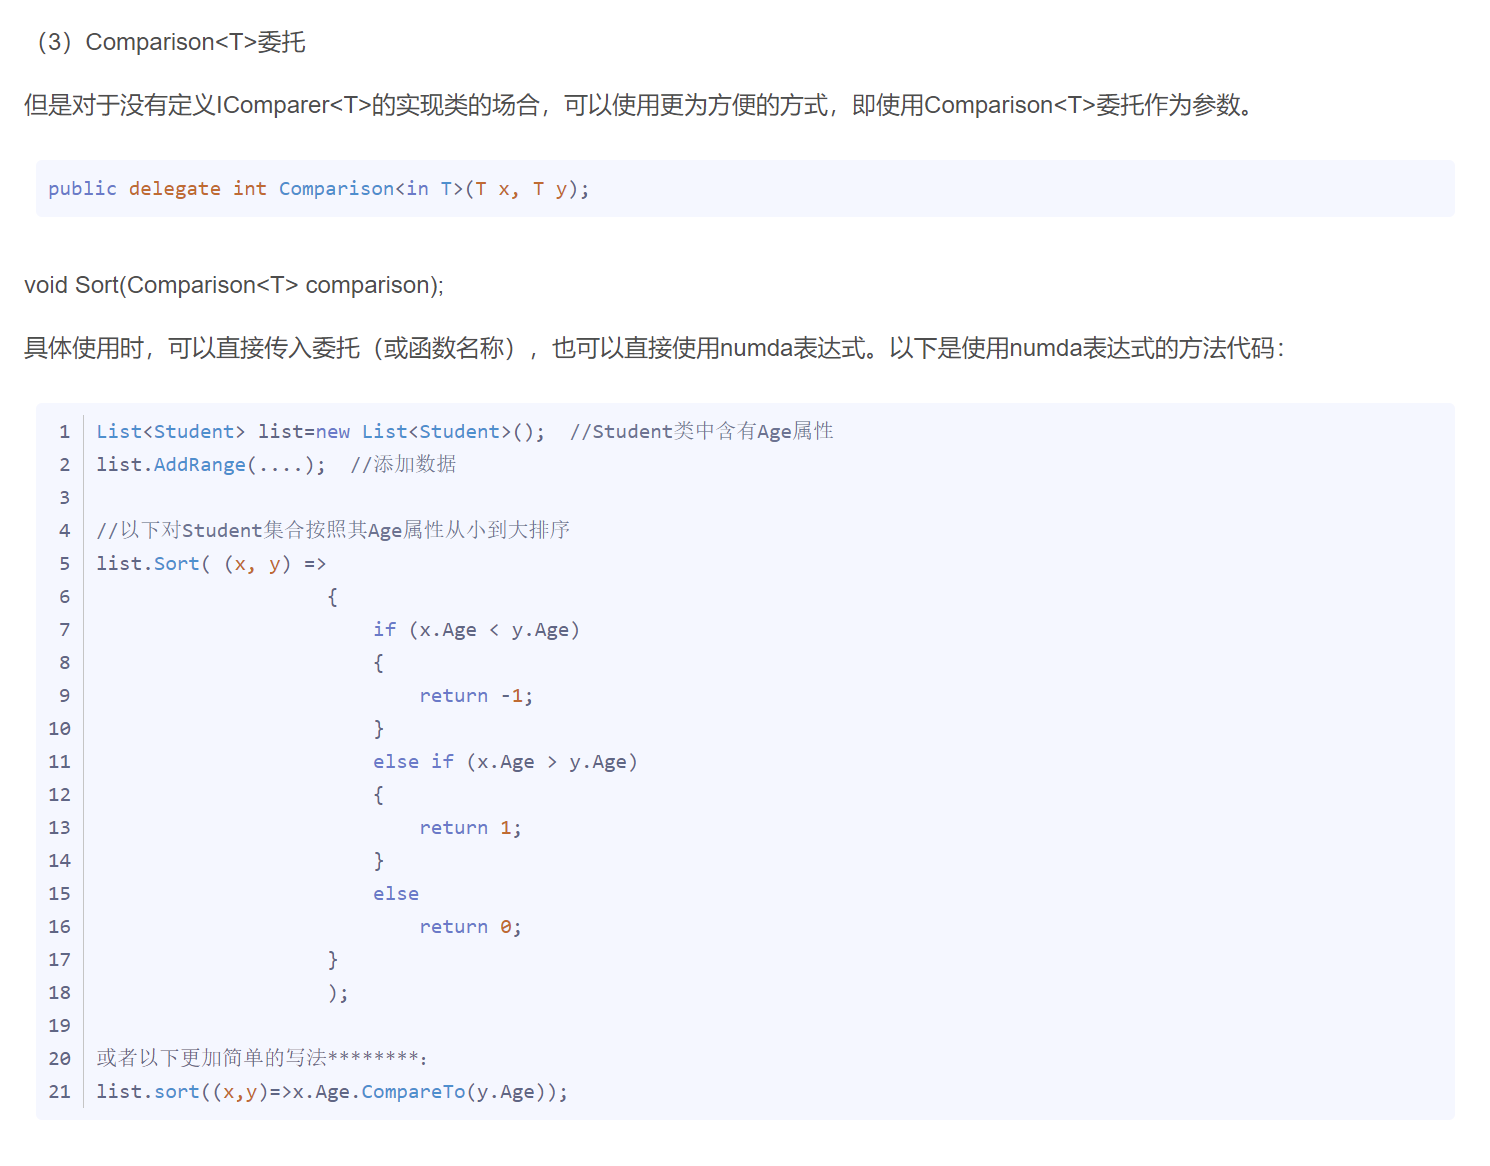 （3）Comparison<T>委托
但是对于没有定义IComparer<T>的实现类的场合，可以使用更为方便的方式，即使用Comparison<T>委托作为参数。
public delegate int Comparison<in T>(T x, T y);
void Sort(Comparison<T> comparison);
具体使用时，可以直接传入委托（或函数名称），也可以直接使用numda表达式。以下是使用numda表达式的方法代码：
1 List<Student> list=new List<Student>();  //Student类中含有Age属性
2 list.AddRange(....);  //添加数据
3
4 //以下对Student集合按照其Age属性从小到大排序
5 list.Sort( (x, y) =>
6                     {
7                         if (x.Age < y.Age)
8                         {
9                             return -1;
10                         }
11                         else if (x.Age > y.Age)
12                         {
13                             return 1;
14                         }
15                         else
16                             return 0;
17                     }
18                     );
19
20 或者以下更加简单的写法********：
21 list.sort((x,y)=>x.Age.CompareTo(y.Age));